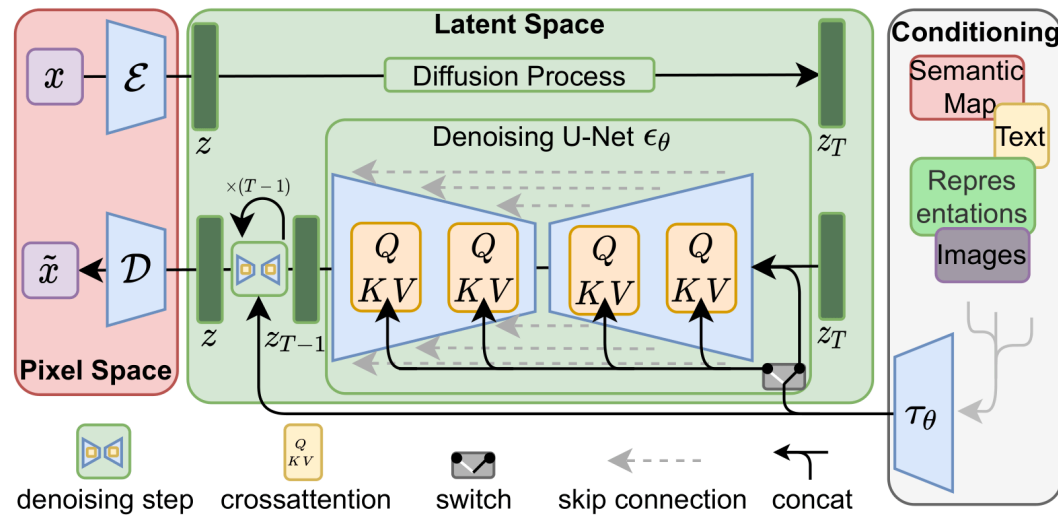 Latent Space
Conditioning
x
ℰ
Diffusion Process
Semantic
Map
z
Denoising U-Net ϵ_θ
z_T
Text
×(T−1)
Repres
entations
Q
KV
Q
KV
Q
KV
Q
KV
x̃
𝒟
Images
z
z_{T−1}
z_T
Pixel Space
τ_θ
Q
KV
denoising step
crossattention
switch
skip connection
concat